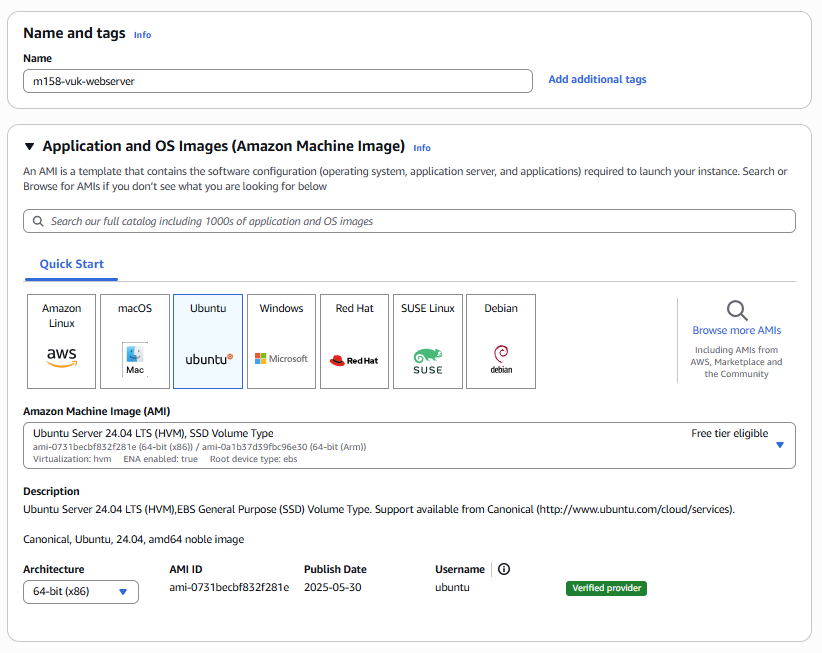 Name and tags Info
Name
m158-vuk-webserver
Add additional tags
Application and OS Images (Amazon Machine Image) Info
An AMI is a template that contains the software configuration (operating system, application server, and applications) required to launch your instance. Search or
Browse for AMIs if you don't see what you are looking for below
Search our full catalog including 1000s of application and OS images
Quick Start
Amazon
Linux
aws
macOS
Mac
Ubuntu
ubuntu
Windows
Microsoft
Red Hat
Red Hat
SUSE Linux
SUSE
Debian
debian
Browse more AMIs
Including AMIs from
AWS, Marketplace and
the Community
Amazon Machine Image (AMI)
Ubuntu Server 24.04 LTS (HVM), SSD Volume Type
Free tier eligible
ami-0731becbf832f281e (64-bit (x86)) / ami-0a1b37d39fbc96e30 (64-bit (Arm))
Virtualization: hvm ENA enabled: true Root device type: ebs
Description
Ubuntu Server 24.04 LTS (HVM),EBS General Purpose (SSD) Volume Type. Support available from Canonical (http://www.ubuntu.com/cloud/services).
Canonical, Ubuntu, 24.04, amd64 noble image
Architecture
64-bit (x86)
AMI ID
ami-0731becbf832f281e
Publish Date
2025-05-30
Username
ubuntu
Verified provider